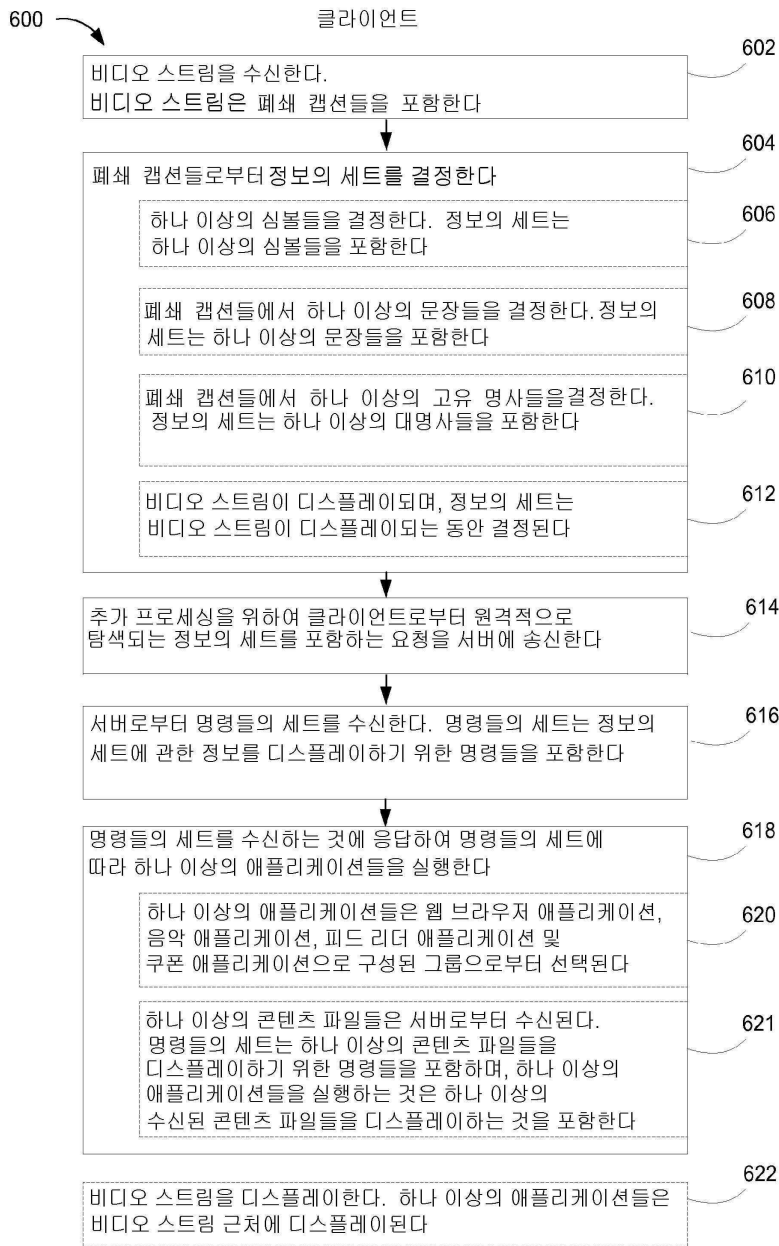 600
클라이언트
602
비디오 스트림을 수신한다.
비디오 스트림은 폐쇄 캡션들을 포함한다
604
폐쇄 캡션들로부터 정보의 세트를 결정한다
606
하나 이상의 심볼들을 결정한다. 정보의 세트는
하나 이상의 심볼들을 포함한다
608
폐쇄 캡션들에서 하나 이상의 문장들을 결정한다. 정보의
세트는 하나 이상의 문장들을 포함한다
610
폐쇄 캡션들에서 하나 이상의 고유 명사들을 결정한다.
정보의 세트는 하나 이상의 대명사들을 포함한다
612
비디오 스트림이 디스플레이되며, 정보의 세트는
비디오 스트림이 디스플레이되는 동안 결정된다
614
추가 프로세싱을 위하여 클라이언트로부터 원격적으로
탐색되는 정보의 세트를 포함하는 요청을 서버에 송신한다
616
서버로부터 명령들의 세트를 수신한다. 명령들의 세트는 정보의
세트에 관한 정보를 디스플레이하기 위한 명령들을 포함한다
618
명령들의 세트를 수신하는 것에 응답하여 명령들의 세트에
따라 하나 이상의 애플리케이션들을 실행한다
620
하나 이상의 애플리케이션들은 웹 브라우저 애플리케이션,
음악 애플리케이션, 피드 리더 애플리케이션 및
쿠폰 애플리케이션으로 구성된 그룹으로부터 선택된다
621
하나 이상의 콘텐츠 파일들은 서버로부터 수신된다.
명령들의 세트는 하나 이상의 콘텐츠 파일들을
디스플레이하기 위한 명령들을 포함하며, 하나 이상의
애플리케이션들을 실행하는 것은 하나 이상의
수신된 콘텐츠 파일들을 디스플레이하는 것을 포함한다
622
비디오 스트림을 디스플레이한다. 하나 이상의 애플리케이션들은
비디오 스트림 근처에 디스플레이된다